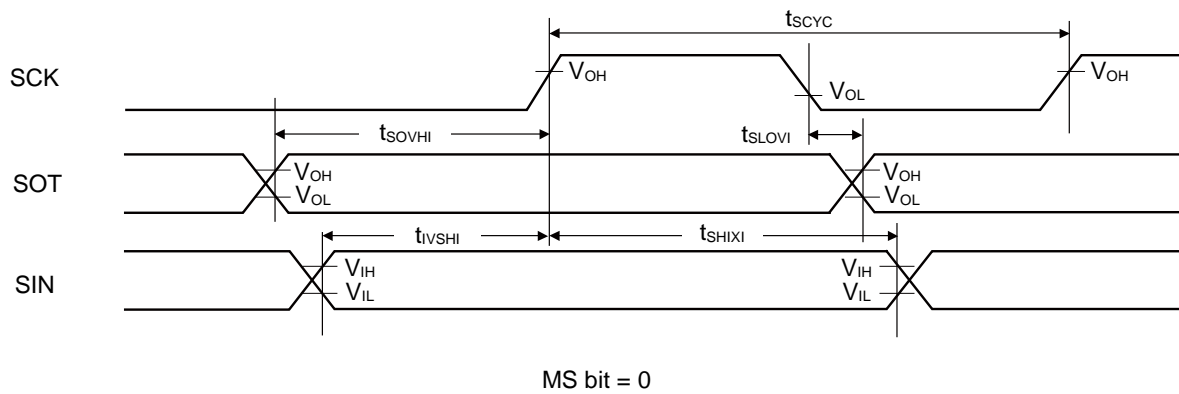 tSCYC
SCK
VOH
VOL
VOH
tSOVHI
tSLOVI
SOT
VOH
VOL
VOH
VOL
tIVSHI
tSHIXI
SIN
VIH
VIL
VIH
VIL
MS bit = 0